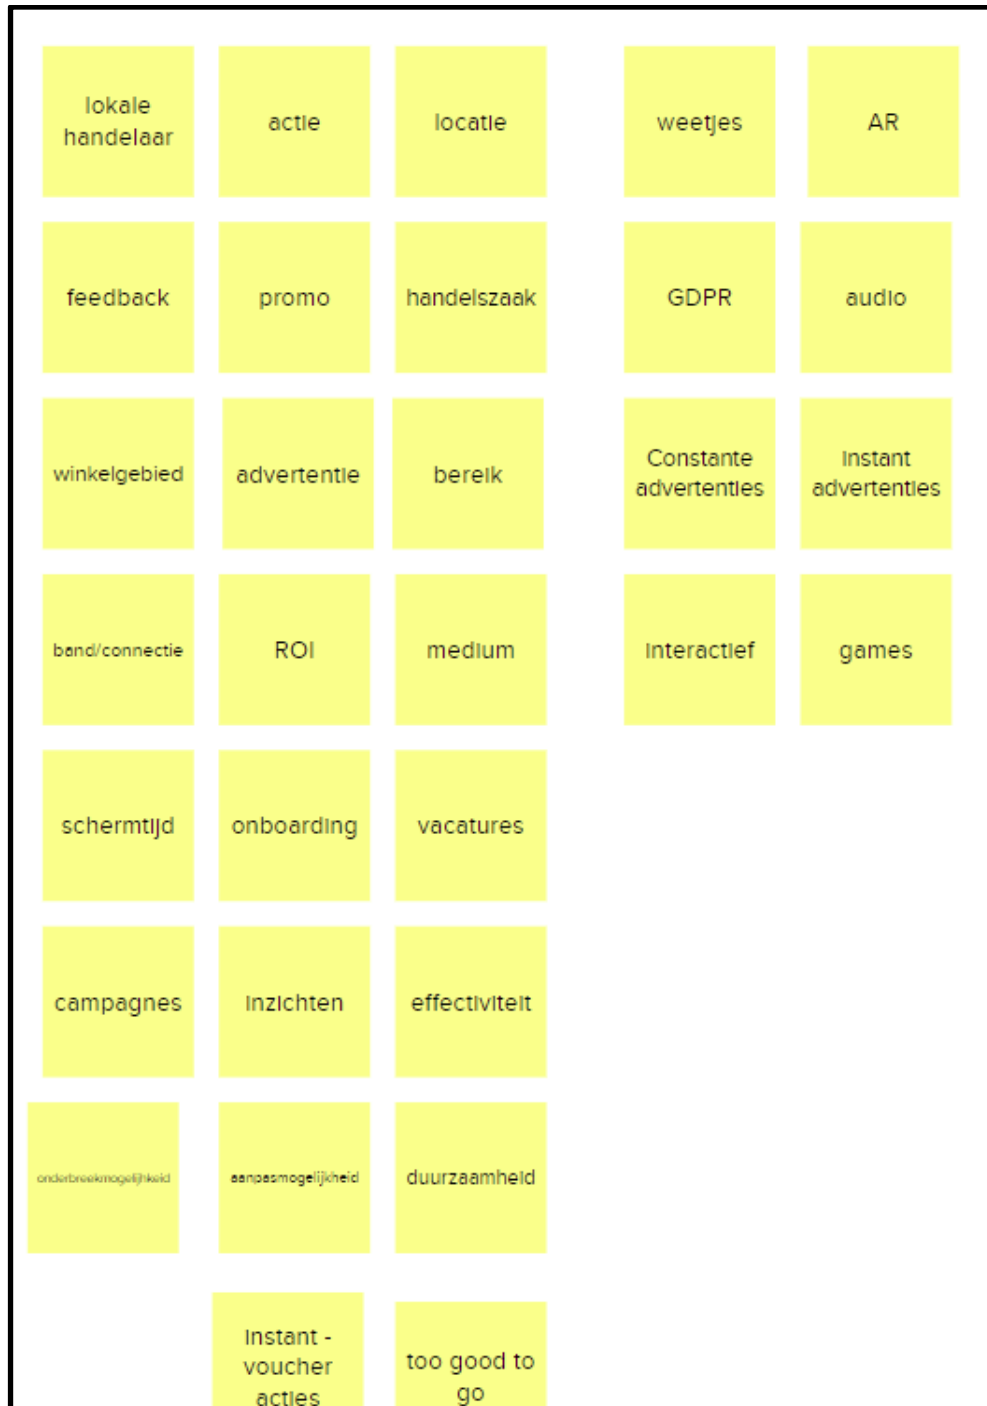 lokale
handelaar
actie
locatie
weetjes
AR
feedback
promo
handelszaak
GDPR
audio
winkelgebied
advertentie
bereik
Constante
advertenties
Instant
advertenties
band/connectie
ROI
medium
Interactief
games
schermtijd
onboarding
vacatures
campagnes
Inzichten
effectiviteit
onderbreekmogelijhkeid
aanpasmogelijkheid
duurzaamheid
Instant -
voucher
acties
too good to
go